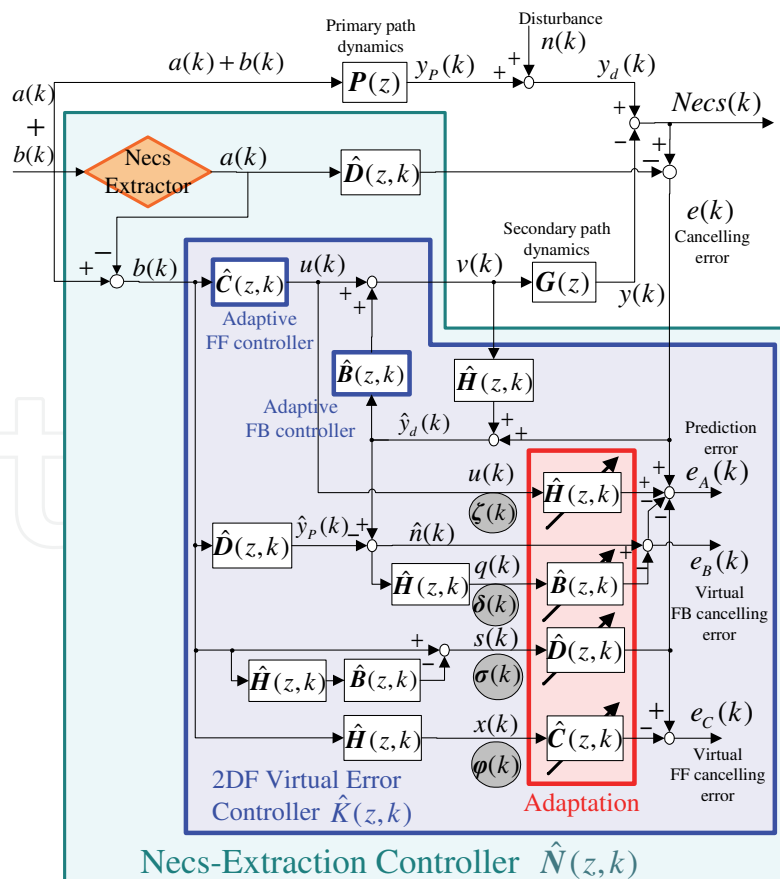 Primary path
dynamics
Disturbance
n(k)
a(k) + b(k)
P(z)
y_P(k)
+
+
y_d(k)
Necs(k)
a(k)
+
b(k)
+
−
+
−
Necs
Extractor
a(k)
D̂(z,k)
e(k)
Cancelling
error
−
+
b(k)
Ĉ(z,k)
u(k)
+
+
v(k)
Secondary path
dynamics
G(z)
y(k)
Adaptive
FF controller
B̂(z,k)
Ĥ(z,k)
Adaptive
FB controller
ŷ_d(k)
+
+
Prediction
error
u(k)
Ĥ(z,k)
+
+
−
−
e_A(k)
ζ(k)
D̂(z,k)
ŷ_P(k)
−
+
n̂(k)
+
−
e_B(k)
Virtual
FB cancelling
error
Ĥ(z,k)
q(k)
B̂(z,k)
δ(k)
+
−
s(k)
D̂(z,k)
Ĥ(z,k)
B̂(z,k)
σ(k)
Ĥ(z,k)
x(k)
Ĉ(z,k)
−
+
e_C(k)
φ(k)
Virtual
FF cancelling
error
2DF Virtual Error
Controller K̂(z,k)
Adaptation
Necs-Extraction Controller N̂(z,k)